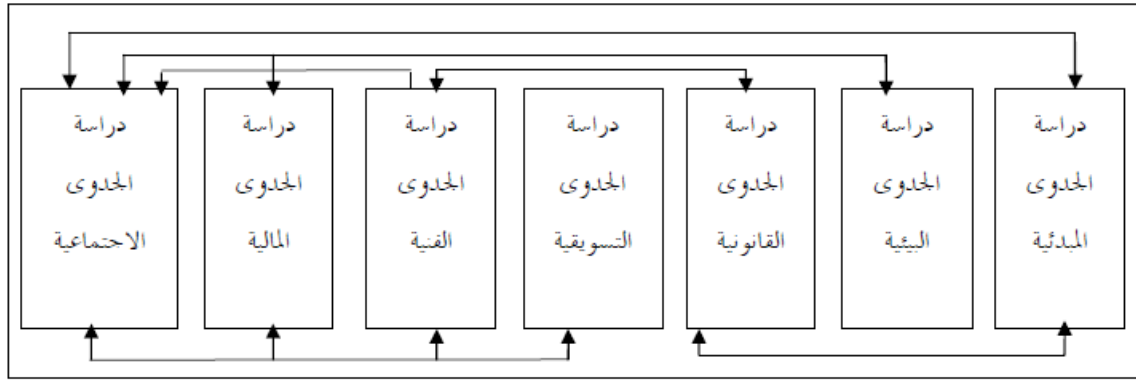 دراسة
الجدوى
المبدئية
دراسة
الجدوى
البيئية
دراسة
الجدوى
القانونية
دراسة
الجدوى
التسويقية
دراسة
الجدوى
الفنية
دراسة
الجدوى
المالية
دراسة
الجدوى
الاجتماعية